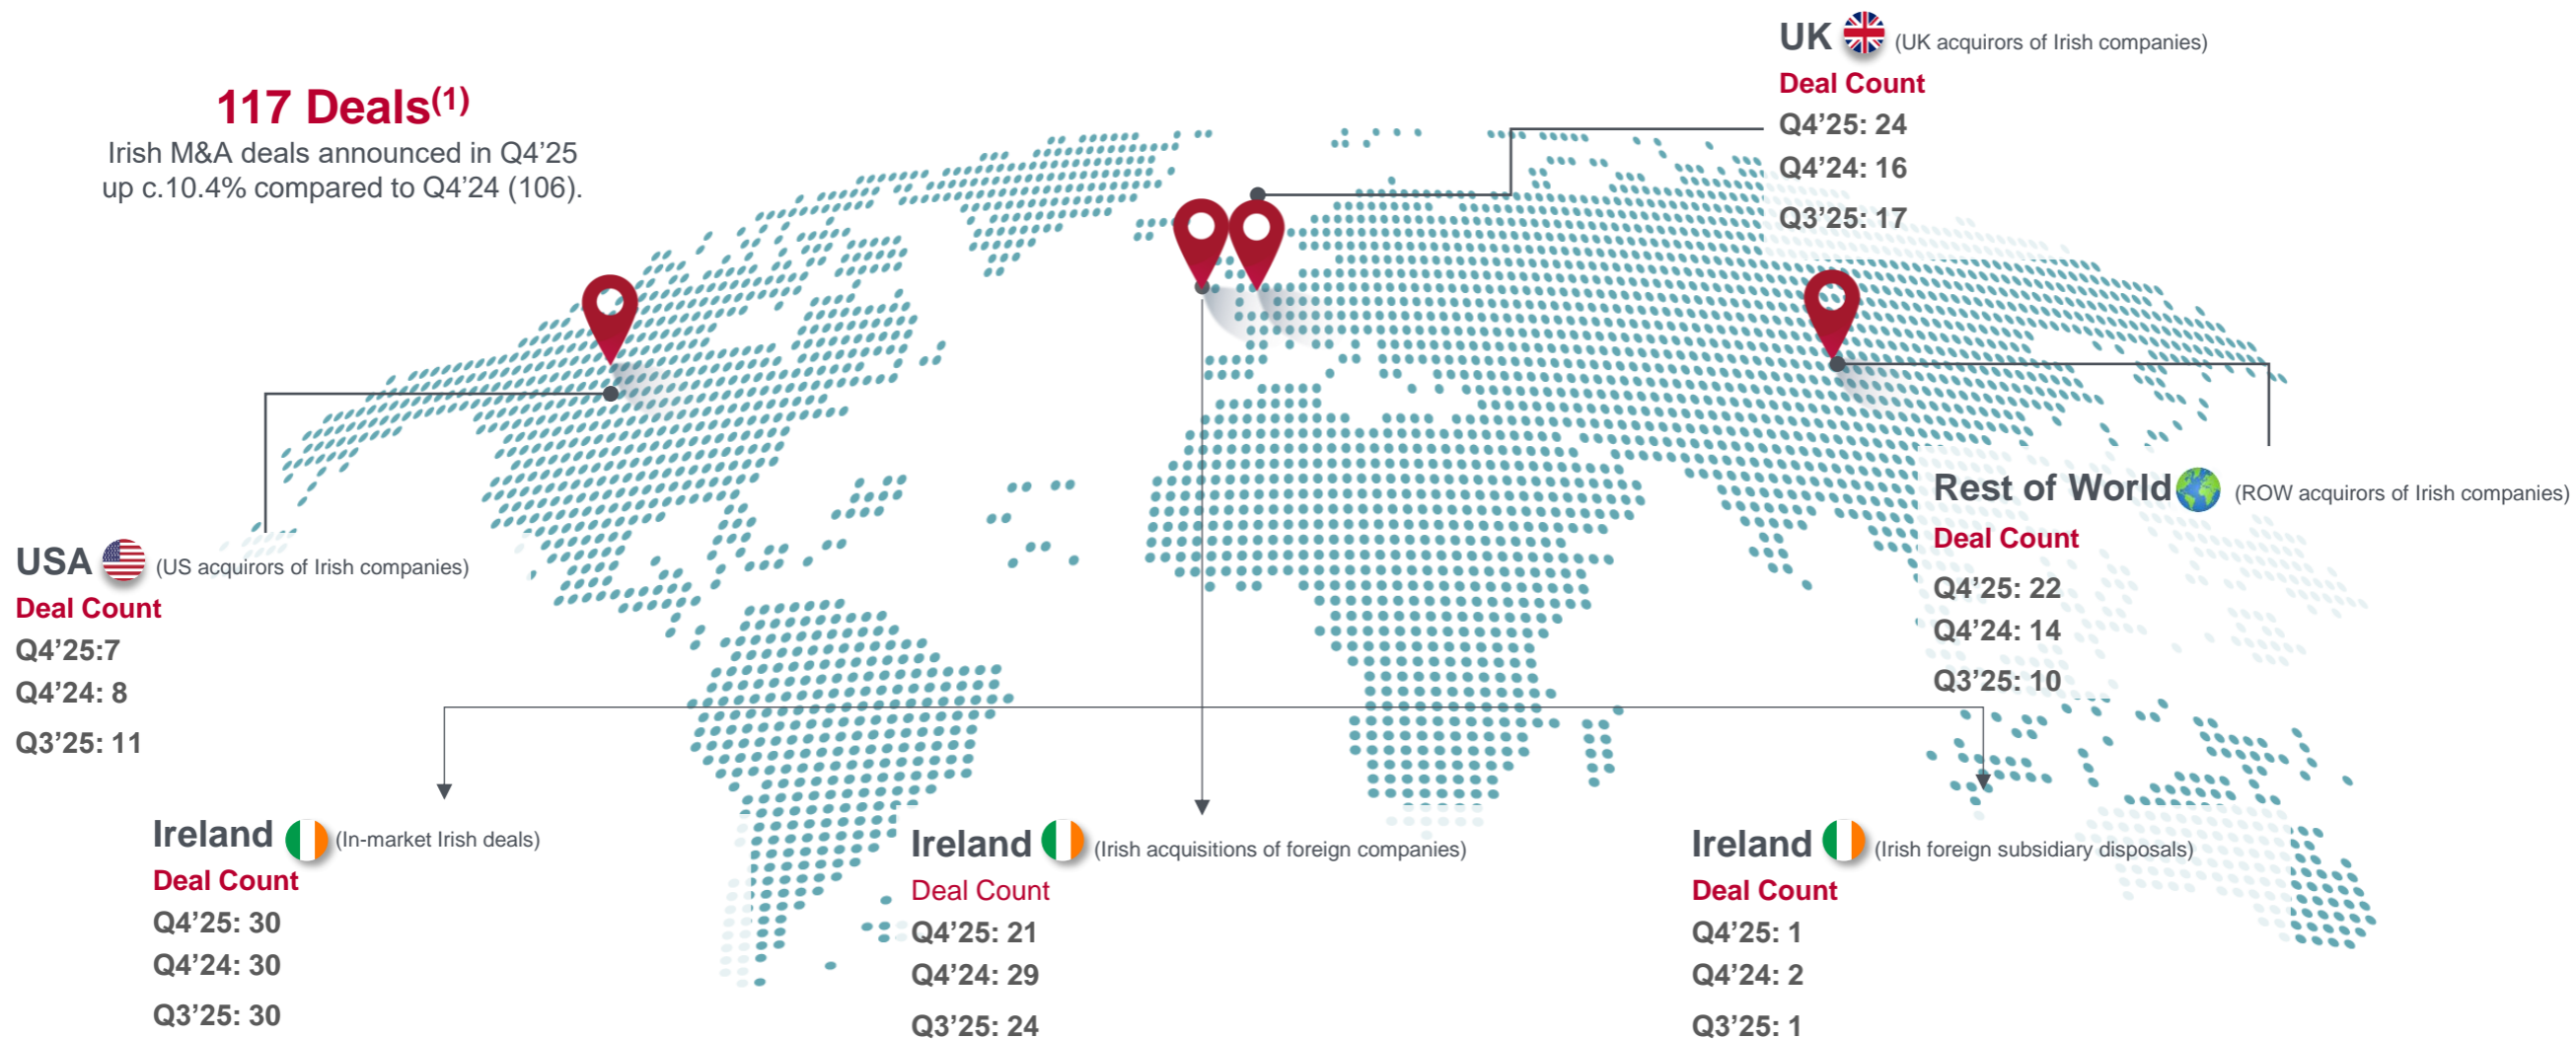 117 Deals(1)
Irish M&A deals announced in Q4’25
up c.10.4% compared to Q4’24 (106).
UK (UK acquirors of Irish companies)
Deal Count
Q4’25: 24
Q4’24: 16
Q3’25: 17
USA (US acquirors of Irish companies)
Deal Count
Q4’25:7
Q4’24: 8
Q3’25: 11
Rest of World (ROW acquirors of Irish companies)
Deal Count
Q4’25: 22
Q4’24: 14
Q3’25: 10
Ireland (In-market Irish deals)
Deal Count
Q4’25: 30
Q4’24: 30
Q3’25: 30
Ireland (Irish acquisitions of foreign companies)
Deal Count
Q4’25: 21
Q4’24: 29
Q3’25: 24
Ireland (Irish foreign subsidiary disposals)
Deal Count
Q4’25: 1
Q4’24: 2
Q3’25: 1